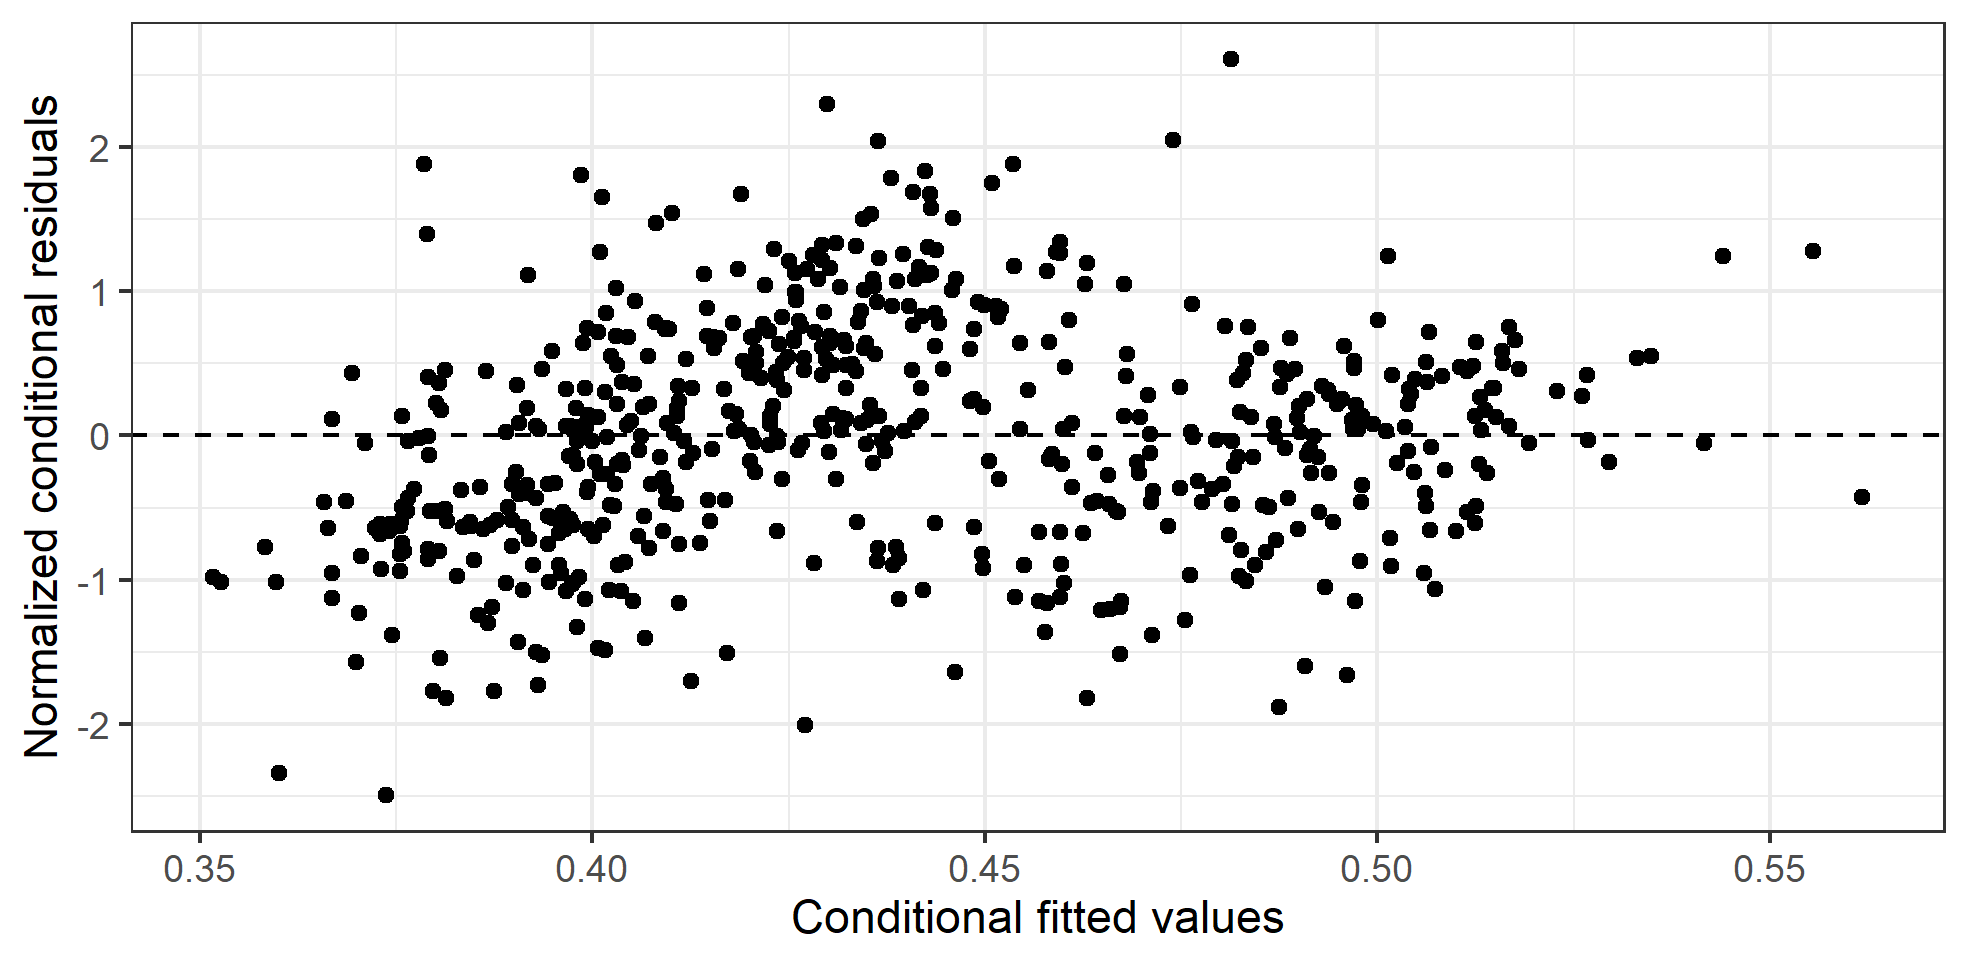 Normalized conditional residuals
2
1
0
-1
-2
0.35 0.40 0.45 0.50 0.55
Conditional fitted values